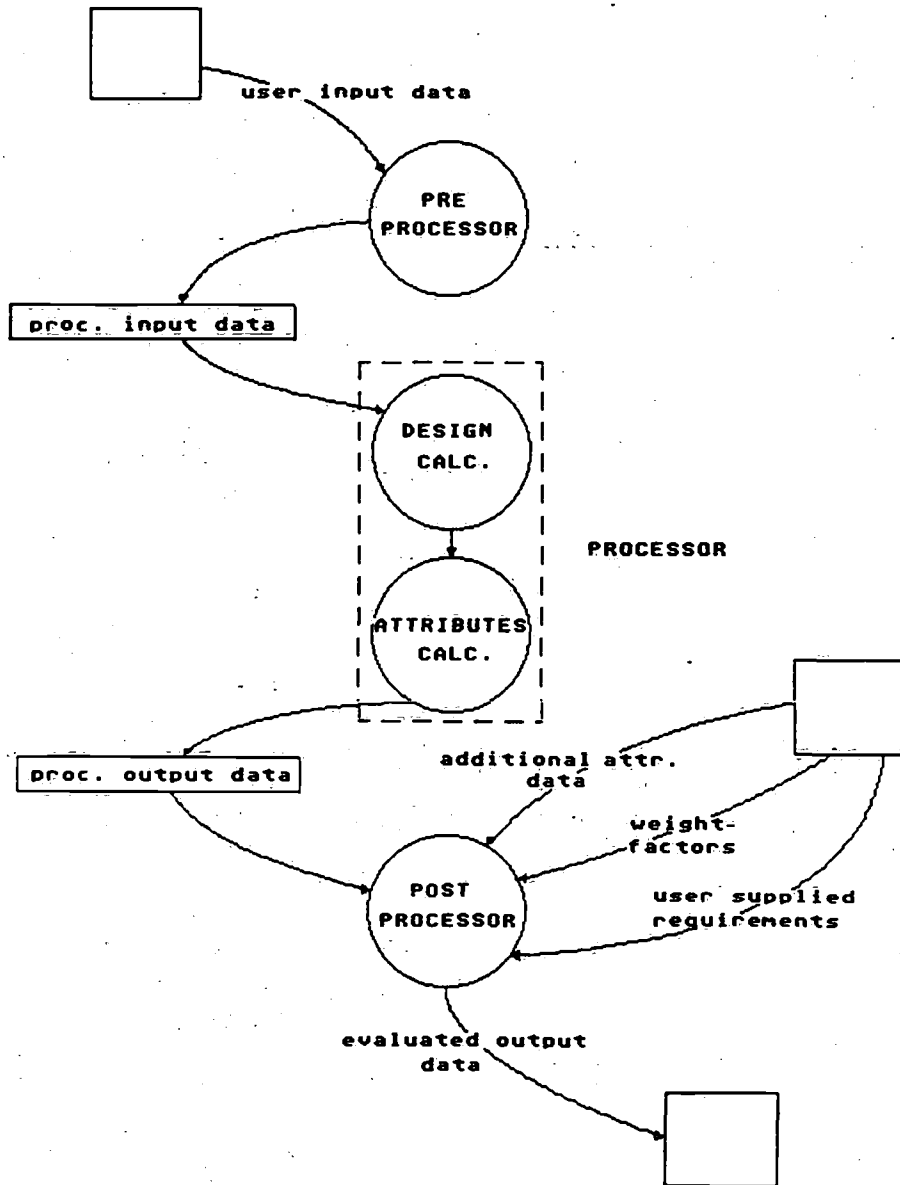 user input data
PRE
PROCESSOR
proc. input data
DESIGN
CALC.
PROCESSOR
ATTRIBUTES
CALC.
proc. output data
additional attr.
data
weight-
factors
POST
PROCESSOR
user supplied
requirements
evaluated output
data